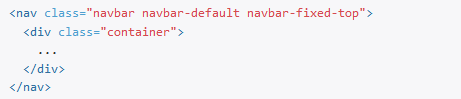 <nav class="navbar navbar-default navbar-fixed-top">
  <div class="container">
    ...
  </div>
</nav>